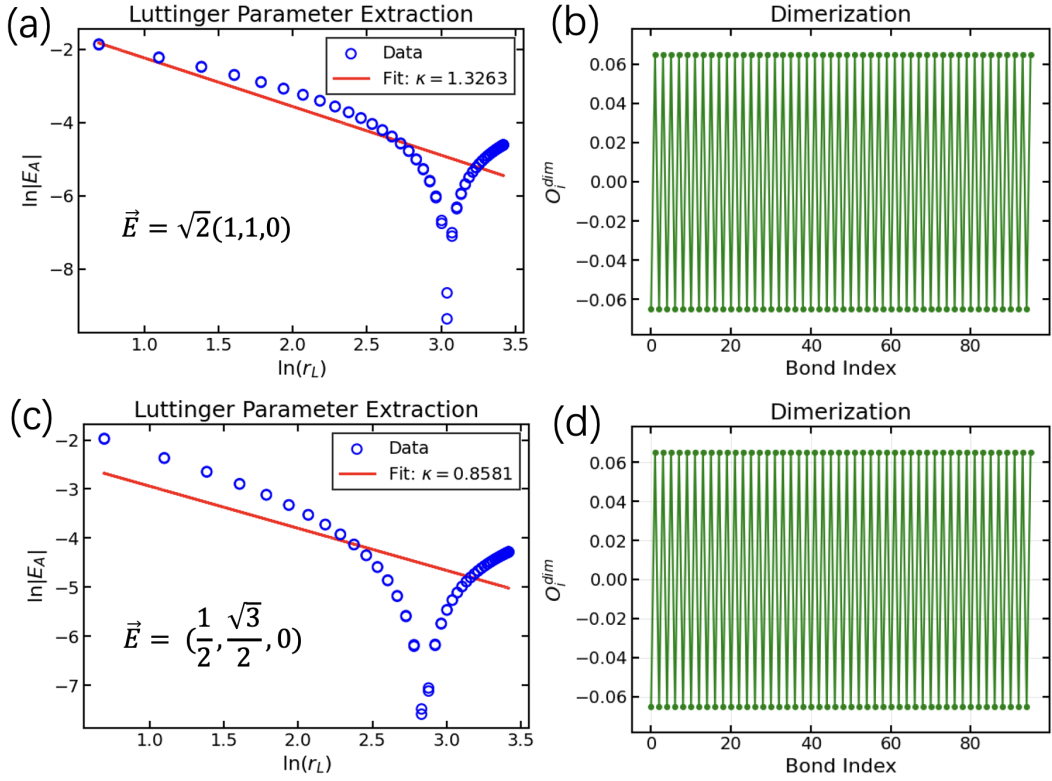 (a)
Luttinger Parameter Extraction
Data
Fit: κ = 1.3263
ln|E_A|
−2
−4
−6
−8
E⃗ = √2(1,1,0)
1.0 1.5 2.0 2.5 3.0 3.5
ln(r_L)
(b)
Dimerization
O_i^{dim}
0.06
0.04
0.02
0.00
−0.02
−0.04
−0.06
0 20 40 60 80
Bond Index
(c)
Luttinger Parameter Extraction
Data
Fit: κ = 0.8581
ln|E_A|
−2
−3
−4
−5
−6
−7
E⃗ = (1/2, √3/2, 0)
1.0 1.5 2.0 2.5 3.0 3.5
ln(r_L)
(d)
Dimerization
O_i^{dim}
0.06
0.04
0.02
0.00
−0.02
−0.04
−0.06
0 20 40 60 80
Bond Index